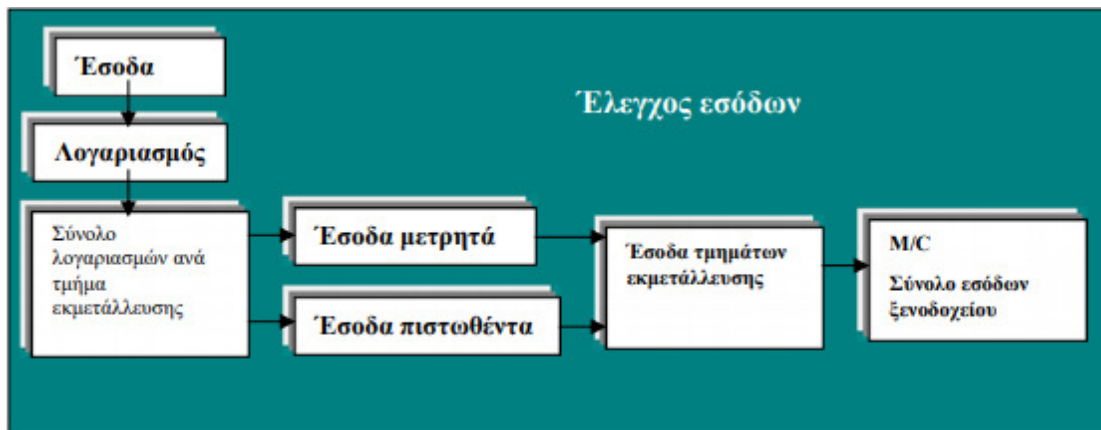 Έσοδα
Έλεγχος εσόδων
Λογαριασμός
Σύνολο
λογαριασμών ανά
τμήμα
εκμετάλλευσης
Έσοδα μετρητά
Έσοδα πιστωθέντα
Έσοδα τμημάτων
εκμετάλλευσης
M/C
Σύνολο εσόδων
ξενοδοχείου